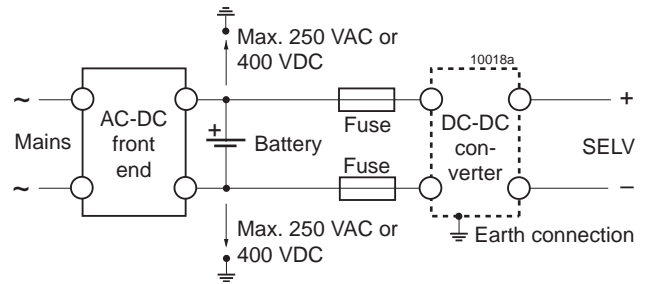 Max. 250 VAC or
400 VDC
10018a
~
AC-DC
front
end
Mains
~
+
Battery
Fuse
Fuse
DC-DC
con-
verter
+
SELV
–
Max. 250 VAC or
400 VDC
Earth connection